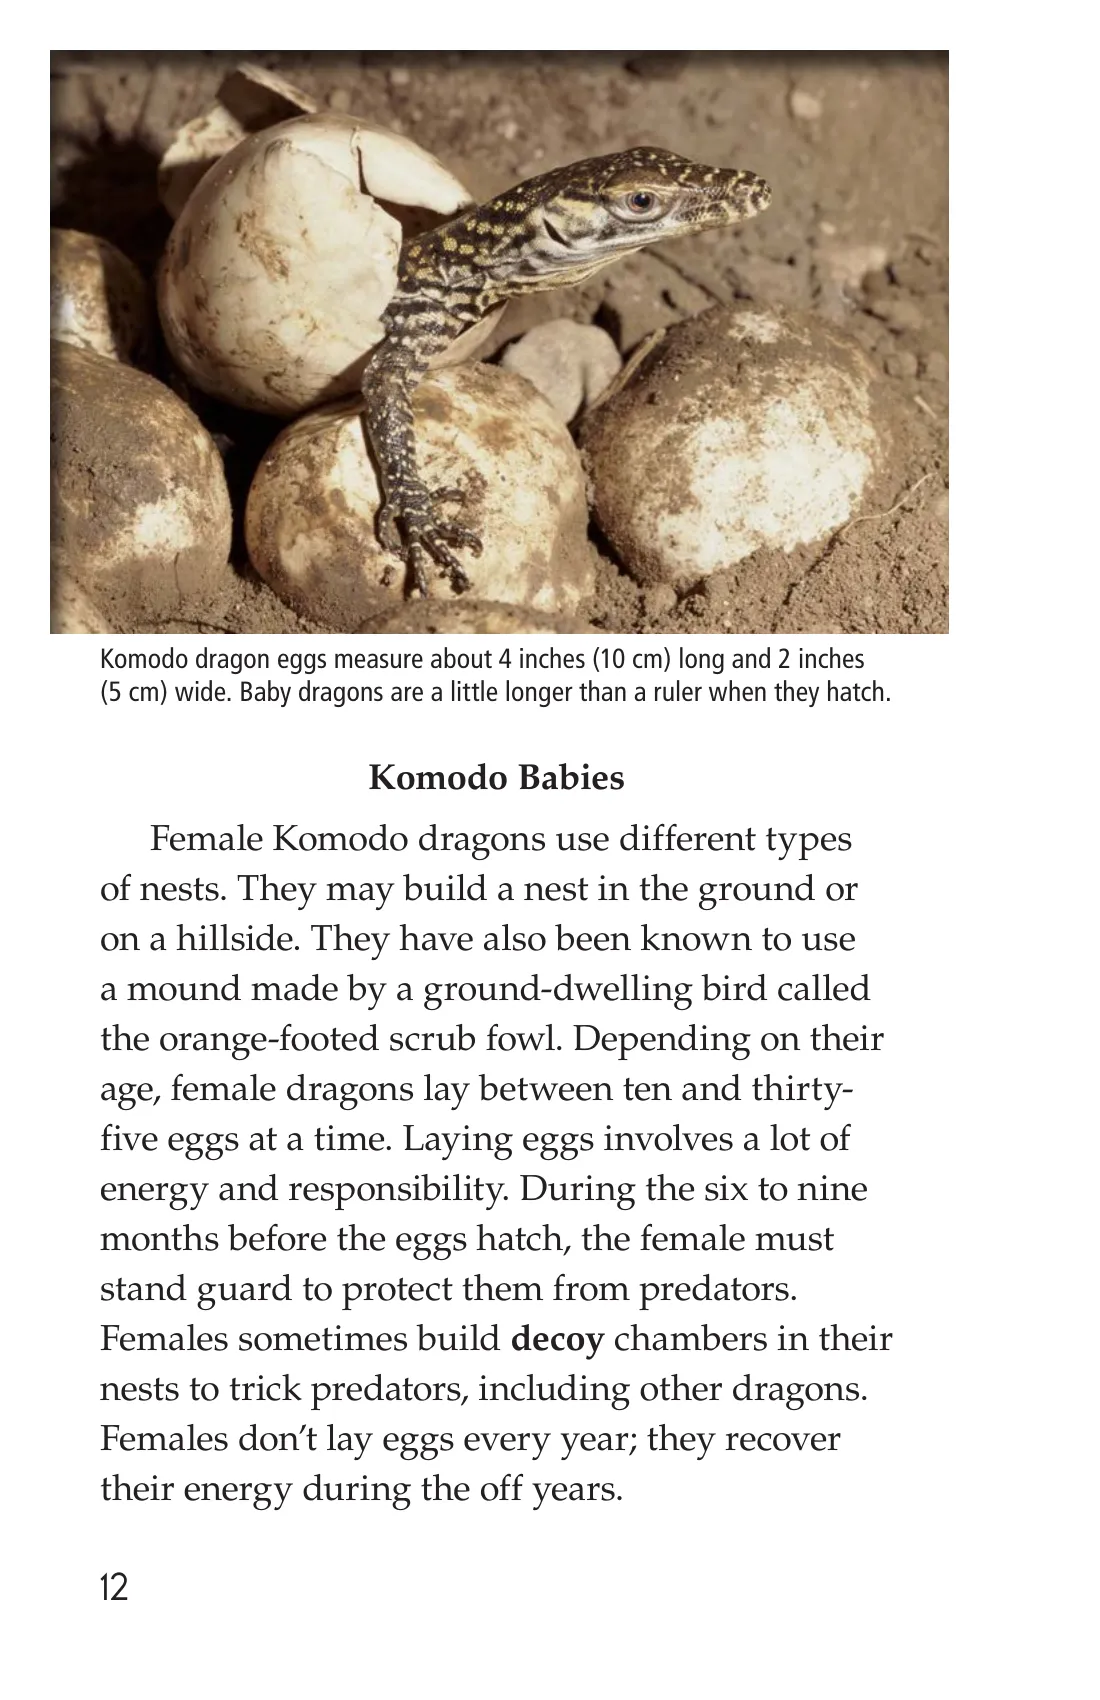 Komodo dragon eggs measure about 4 inches (10 cm) long and 2 inches
(5 cm) wide. Baby dragons are a little longer than a ruler when they hatch.
Komodo Babies
Female Komodo dragons use different types
of nests. They may build a nest in the ground or
on a hillside. They have also been known to use
a mound made by a ground-dwelling bird called
the orange-footed scrub fowl. Depending on their
age, female dragons lay between ten and thirty-
five eggs at a time. Laying eggs involves a lot of
energy and responsibility. During the six to nine
months before the eggs hatch, the female must
stand guard to protect them from predators.
Females sometimes build decoy chambers in their
nests to trick predators, including other dragons.
Females don’t lay eggs every year; they recover
their energy during the off years.
12